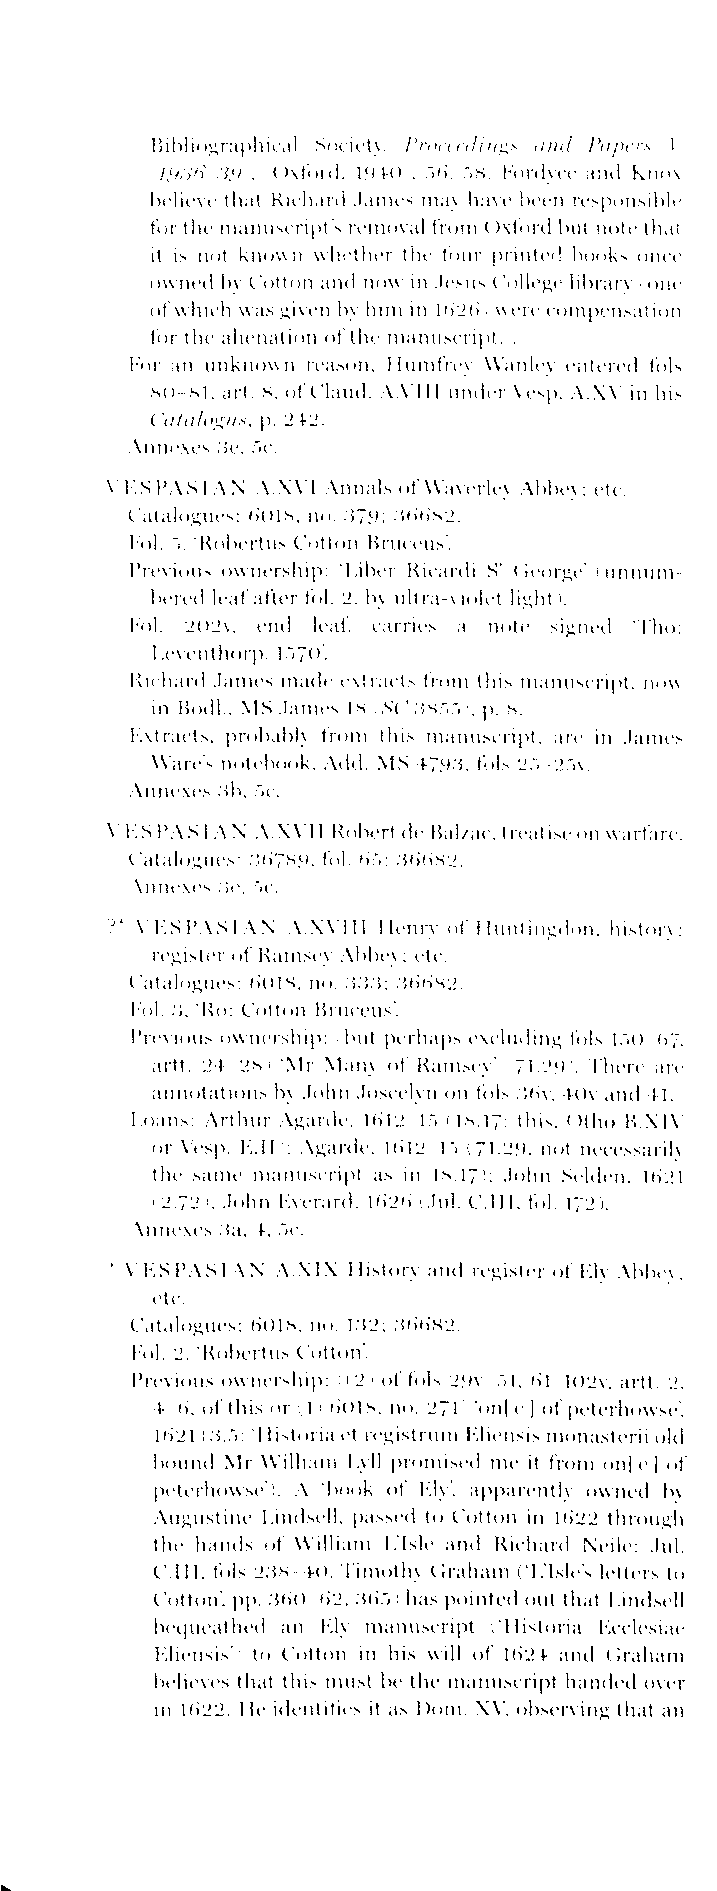 Bibliographical Society, Proceedings and Papers 1
1936–39, Oxford, 1940, 56, 58. Fordyce and Knox
believe that Richard James may have been responsible
for the manuscript's removal from Oxford but note that
it is not known whether the four printed books once
owned by Cotton and now in Jesus College library (one
of which was given by him in 1626) were compensation
for the alienation of the manuscript.).
For an unknown reason, Humfrey Wanley entered fols
80–81, art. 8, of Claud. A.VIII under Vesp. A.XV in his
Catalogus, p. 242.
Annexes 3e, 5c.
VESPASIAN A.XVI Annals of Waverley Abbey; etc.
Catalogues: 6018, no. 379; 36682.
Fol. 5, 'Robertus Cotton Bruceus'.
Previous ownership: 'Liber Ricardi St George' (unnum-
bered leaf after fol. 2, by ultra-violet light).
Fol. 202v, end leaf, carries a note signed 'Tho:
Leventhorp, 1570'.
Richard James made extracts from this manuscript, now
in Bodl., MS James 18 (SC 3855), p. 8.
Extracts, probably from this manuscript, are in James
Ware's notebook, Add. MS 4793, fols 25–25v.
Annexes 3b, 5c.
VESPASIAN A.XVII Robert de Balzac, treatise on warfare.
Catalogues: 36789, fol. 65; 36682.
Annexes 3e, 5c.
?* VESPASIAN A.XVIII Henry of Huntingdon, history;
register of Ramsey Abbey; etc.
Catalogues: 6018, no. 333; 36682.
Fol. 3, 'Ro: Cotton Bruceus'.
Previous ownership: (but perhaps excluding fols 150–67,
artt. 24–28) 'Mr Many of Ramsey' (71.29). There are
annotations by John Joscelyn on fols 36v, 40v and 41.
Loans: Arthur Agarde, 1612–15 (18.17: this, Otho B.XIV
or Vesp. E.II); Agarde, 1612–15 (71.29, not necessarily
the same manuscript as in 18.17); John Selden, 1621
(2.72); John Everard, 1626 (Jul. C.III, fol. 172).
Annexes 3a, 4, 5c.
* VESPASIAN A.XIX History and register of Ely Abbey,
etc.
Catalogues: 6018, no. 132; 36682.
Fol. 2, 'Robertus Cotton'.
Previous ownership: (?) of fols 29v–51, 61–102v, artt. 2,
4–6, of this or (1) 6018, no. 271) 'on[e] of peterhowse',
1621 (3.5: 'Historia et registrum Eliensis monasterii old
bound Mr William Lyll promised me it from on[e] of
peterhowse'). A 'book of Ely', apparently owned by
Augustine Lindsell, passed to Cotton in 1622 through
the hands of William L'Isle and Richard Neile: Jul.
C.III, fols 238–40. Timothy Graham ('L'Isle's letters to
Cotton', pp. 360–62, 365) has pointed out that Lindsell
bequeathed an Ely manuscript ('Historia Ecclesiae
Eliensis') to Cotton in his will of 1624 and Graham
believes that this must be the manuscript handed over
in 1622. He identifies it as Dom. XV, observing that an